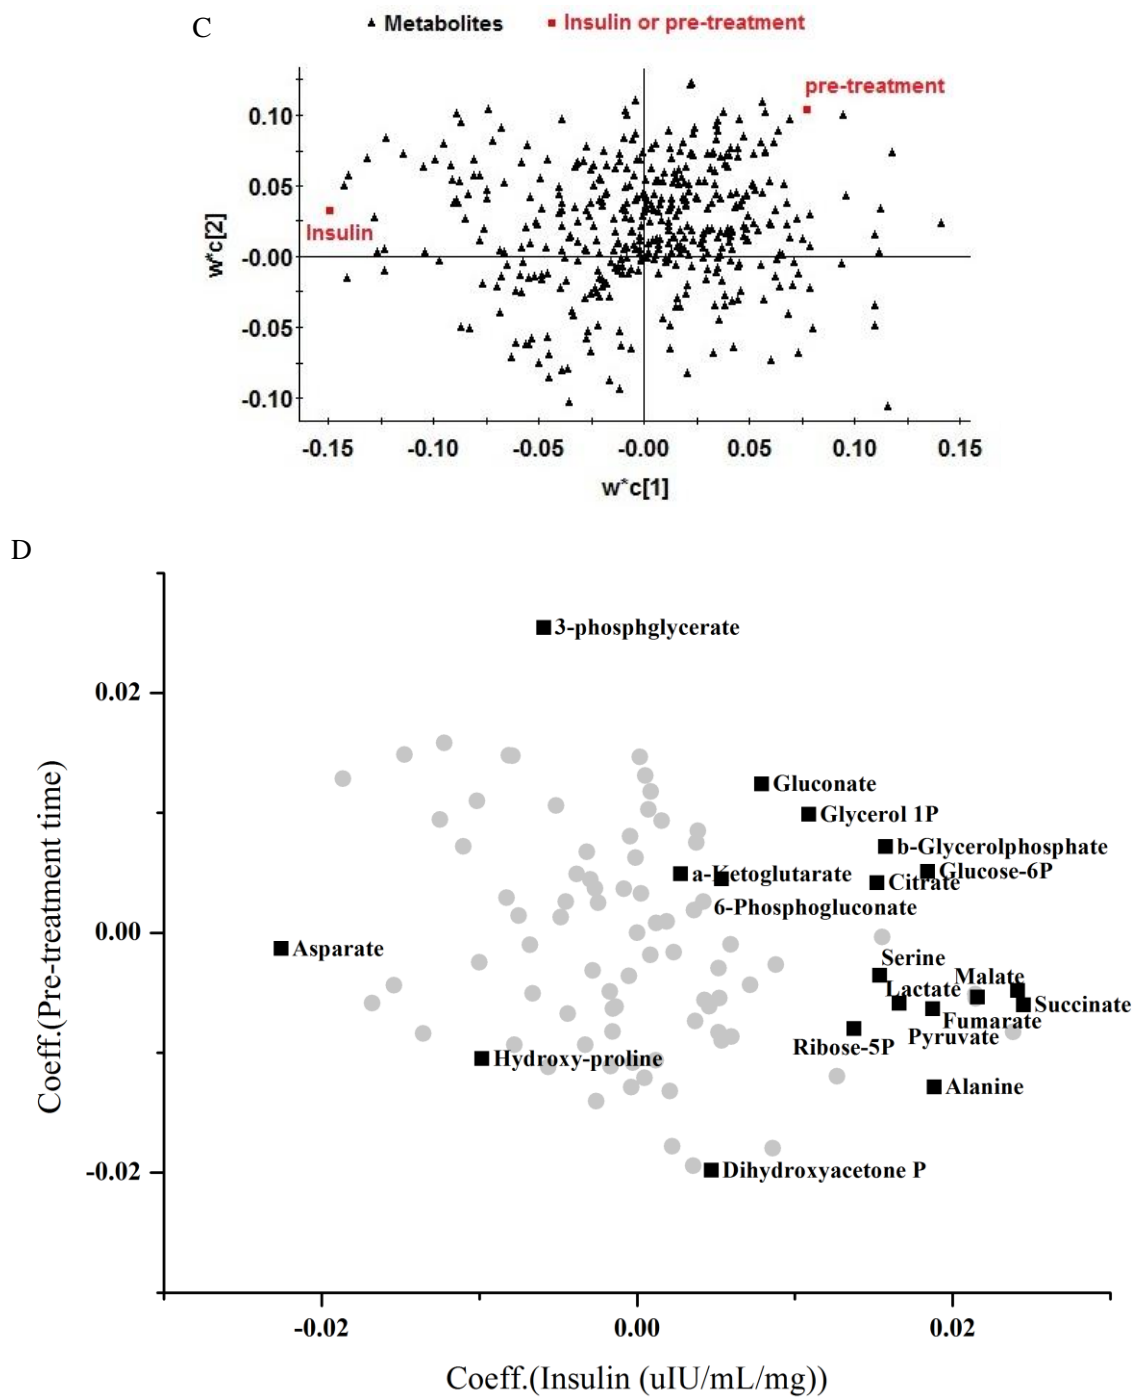 C
Metabolites
Insulin or pre-treatment
pre-treatment
0.10
0.05
Insulin
w*c[2]
-0.00
-0.05
-0.10
-0.15 -0.10 -0.05 -0.00 0.05 0.10 0.15
w*c[1]
D
3-phosphglycerate
0.02
Gluconate
Glycerol 1P
b-Glycerolphosphate
Glucose-6P
a-Ketoglutarate
Citrate
6-Phosphogluconate
0.00
Asparate
Serine
Malate
Lactate
Succinate
Fumarate
Pyruvate
Ribose-5P
Hydroxy-proline
Alanine
Dihydroxyacetone P
-0.02
Coeff.(Pre-treatment time)
-0.02 0.00 0.02
Coeff.(Insulin (uIU/mL/mg))